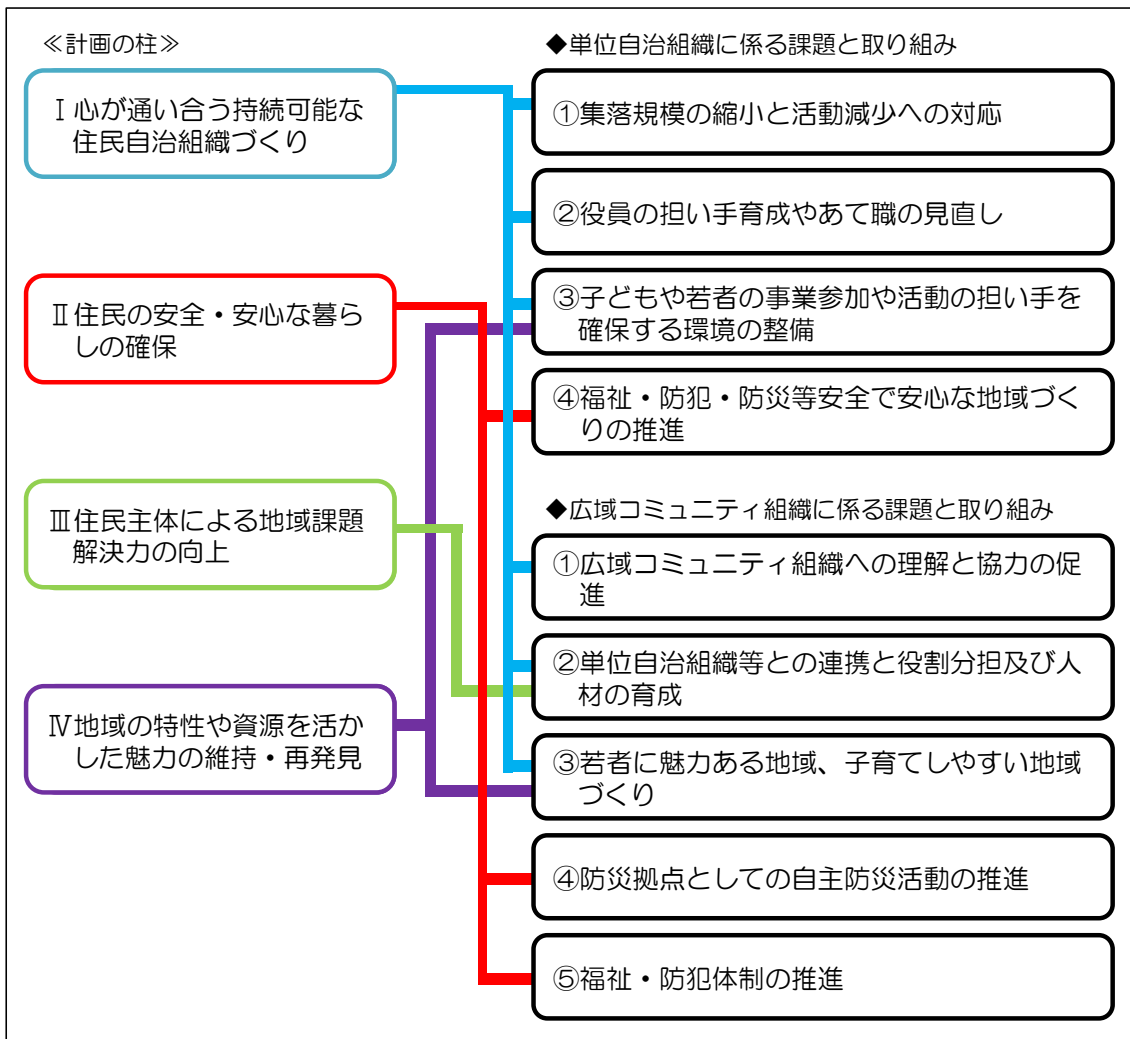 ≪計画の柱≫
Ⅰ心が通い合う持続可能な
住民自治組織づくり
Ⅱ住民の安全・安心な暮ら
しの確保
Ⅲ住民主体による地域課題
解決力の向上
Ⅳ地域の特性や資源を活か
した魅力の維持・再発見
◆単位自治組織に係る課題と取り組み
①集落規模の縮小と活動減少への対応
②役員の担い手育成やあて職の見直し
③子どもや若者の事業参加や活動の担い手を
確保する環境の整備
④福祉・防犯・防災等安全で安心な地域づく
りの推進
◆広域コミュニティ組織に係る課題と取り組み
①広域コミュニティ組織への理解と協力の促
進
②単位自治組織等との連携と役割分担及び人
材の育成
③若者に魅力ある地域、子育てしやすい地域
づくり
④防災拠点としての自主防災活動の推進
⑤福祉・防犯体制の推進